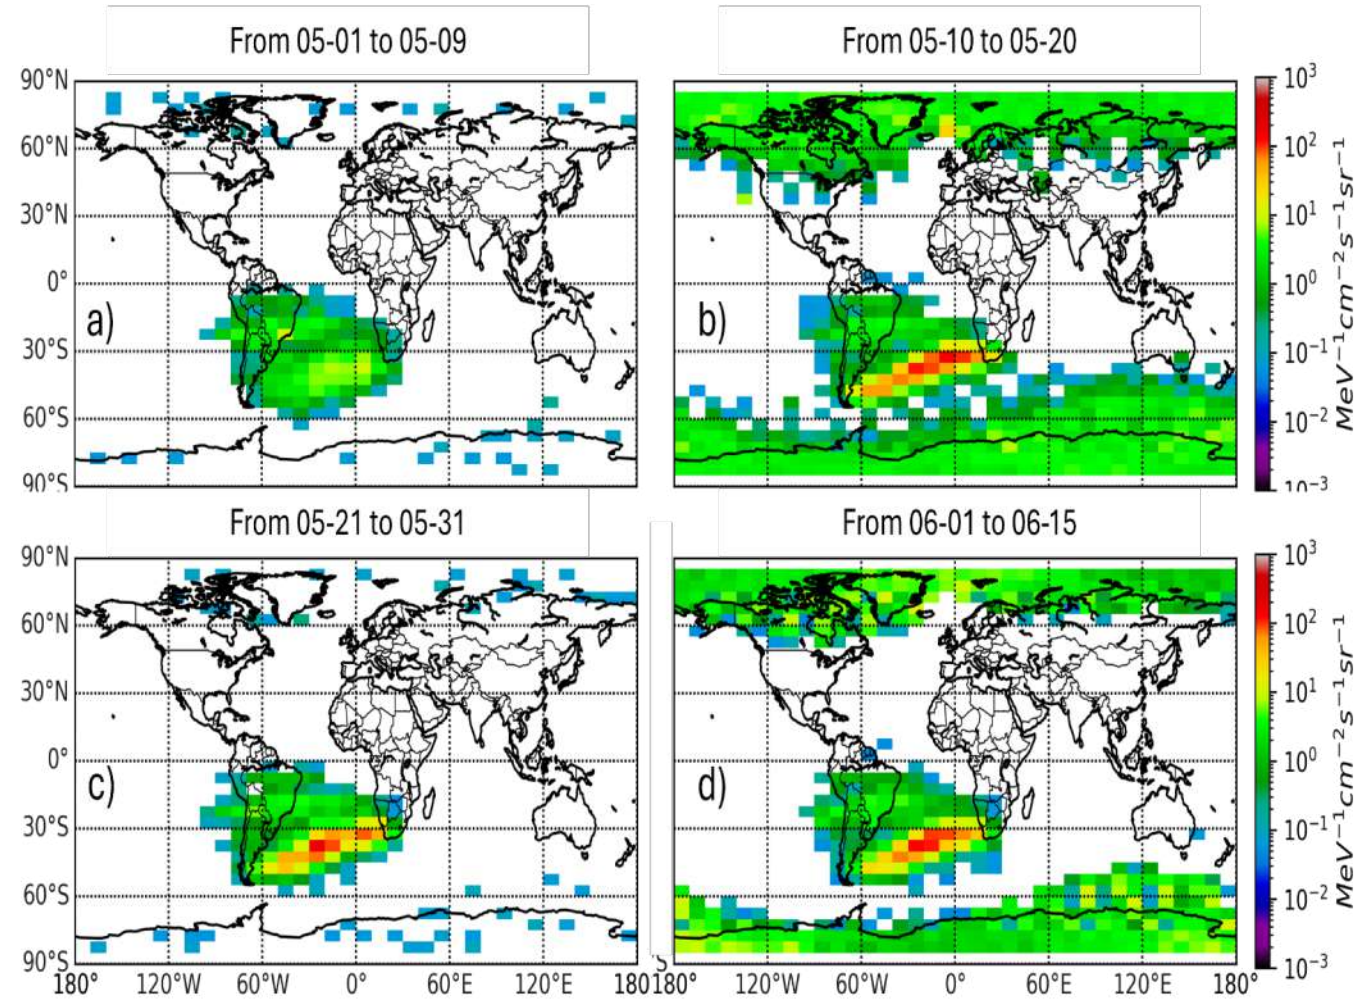 From 05-01 to 05-09
From 05-10 to 05-20
90°N
60°N
30°N
0°
30°S
60°S
90°S
a)
b)
10³
10²
10¹
10⁰
10⁻¹
10⁻²
10⁻³
MeV⁻¹cm⁻²s⁻¹sr⁻¹
From 05-21 to 05-31
From 06-01 to 06-15
90°N
60°N
30°N
0°
30°S
60°S
90°S
c)
d)
10³
10²
10¹
10⁰
10⁻¹
10⁻²
10⁻³
MeV⁻¹cm⁻²s⁻¹sr⁻¹
180° 120°W 60°W 0° 60°E 120°E 180°
S
180° 120°W 60°W 0° 60°E 120°E 180°